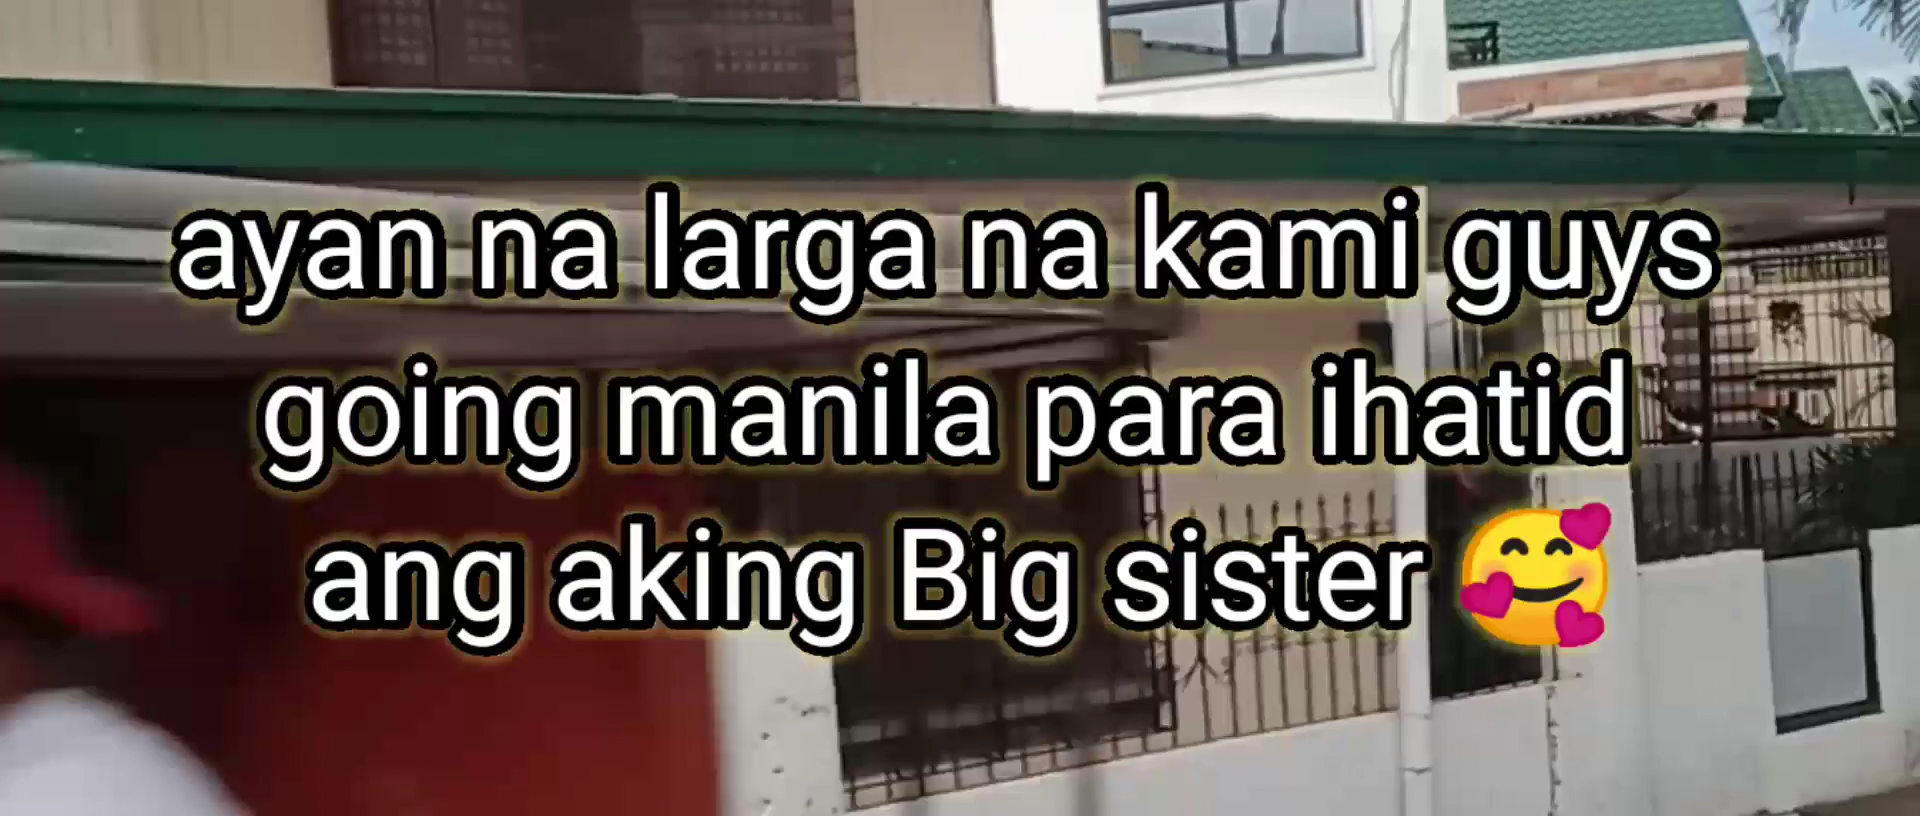 ayan na larga na kami guys
going manila para ihatid
ang aking Big sister 🥰